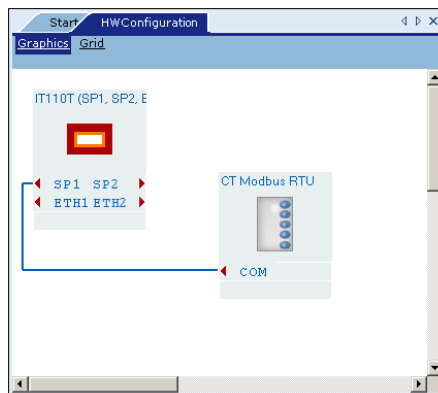 Start HWConfiguration
Graphics Grid
IT110T (SP1, SP2, E
SP1 SP2
ETH1 ETH2
CT Modbus RTU
COM